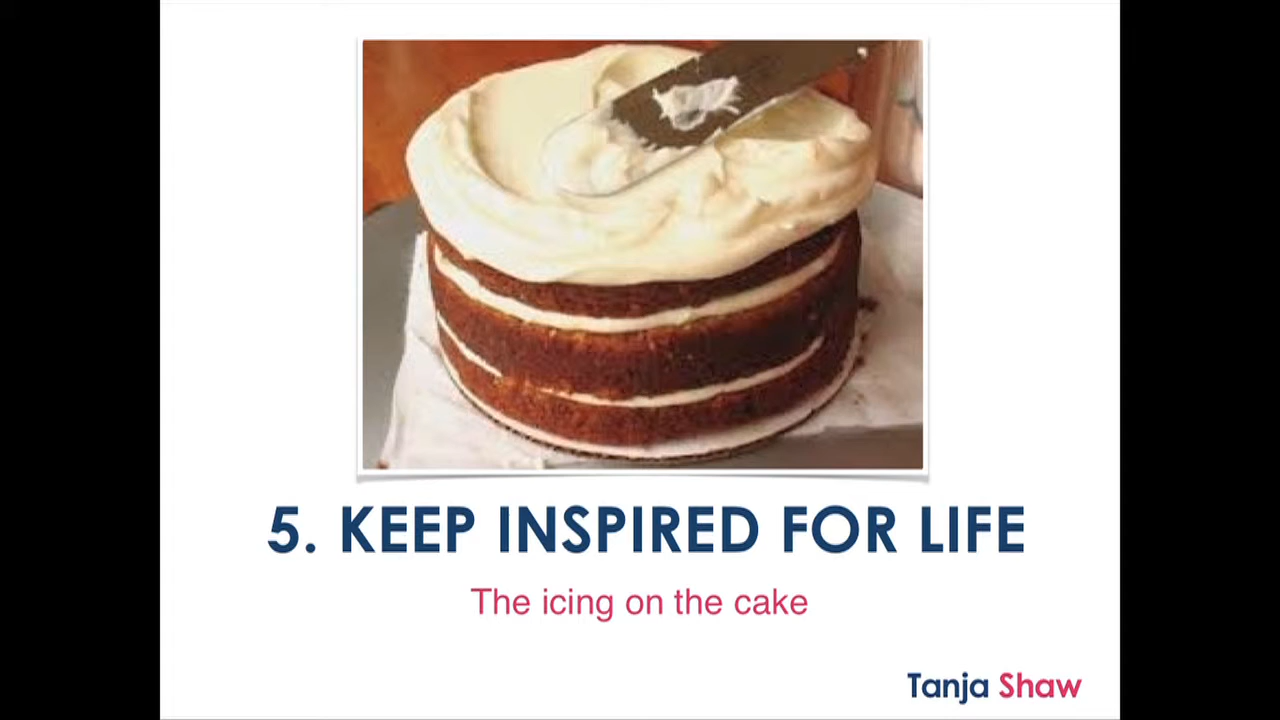 5. KEEP INSPIRED FOR LIFE
The icing on the cake
Tanja Shaw